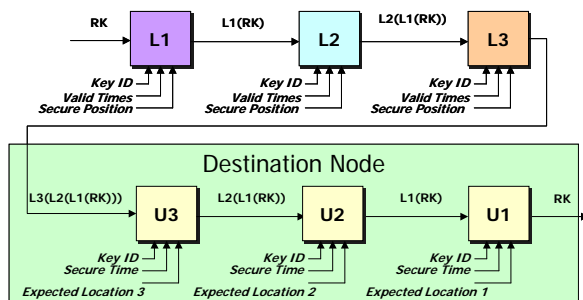 RK
L1
L1(RK)
L2
L2(L1(RK))
L3
Key ID
Valid Times
Secure Position
Key ID
Valid Times
Secure Position
Key ID
Valid Times
Secure Position
Destination Node
L3(L2(L1(RK)))
U3
L2(L1(RK))
U2
L1(RK)
U1
RK
Key ID
Secure Time
Expected Location 3
Key ID
Secure Time
Expected Location 2
Key ID
Secure Time
Expected Location 1